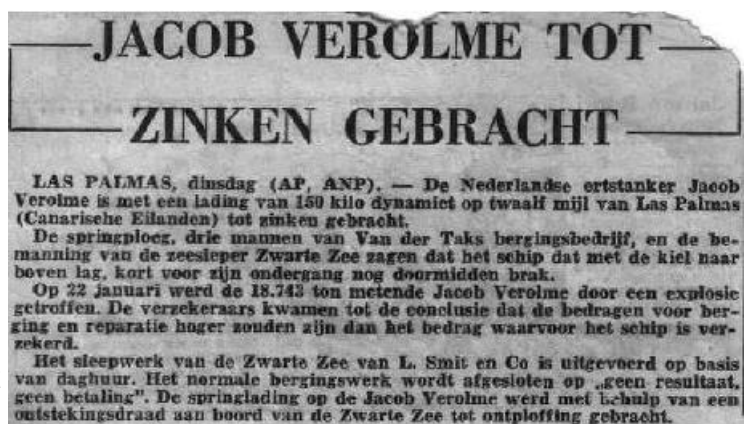 JACOB VEROLME TOT
ZINKEN GEBRACHT
LAS PALMAS, dinsdag (AP, ANP). — De Nederlandse ertstanker Jacob
Verolme is met een lading van 150 kilo dynamiet op twaalf mijl van Las Palmas
(Canarische Eilanden) tot zinken gebracht.
De springploeg, drie mannen van Van der Taks bergingsbedrijf, en de be-
manning van de zeesleper Zwarte Zee zagen dat het schip dat met de kiel naar
boven lag, kort voor zijn ondergang nog doormidden brak.
Op 22 januari werd de 18.743 ton metende Jacob Verolme door een explosie
getroffen. De verzekeraars kwamen tot de conclusie dat de bedragen voor ber-
ging en reparatie hoger zouden zijn dan het bedrag waarvoor het schip is ver-
zekerd.
Het sleepwerk van de Zwarte Zee van L. Smit en Co is uitgevoerd op basis
van daghuur. Het normale bergingswerk wordt afgesloten op „geen resultaat,
geen betaling”. De springlading op de Jacob Verolme werd met behulp van een
ontstekingsdraad aan boord van de Zwarte Zee tot ontploffing gebracht.